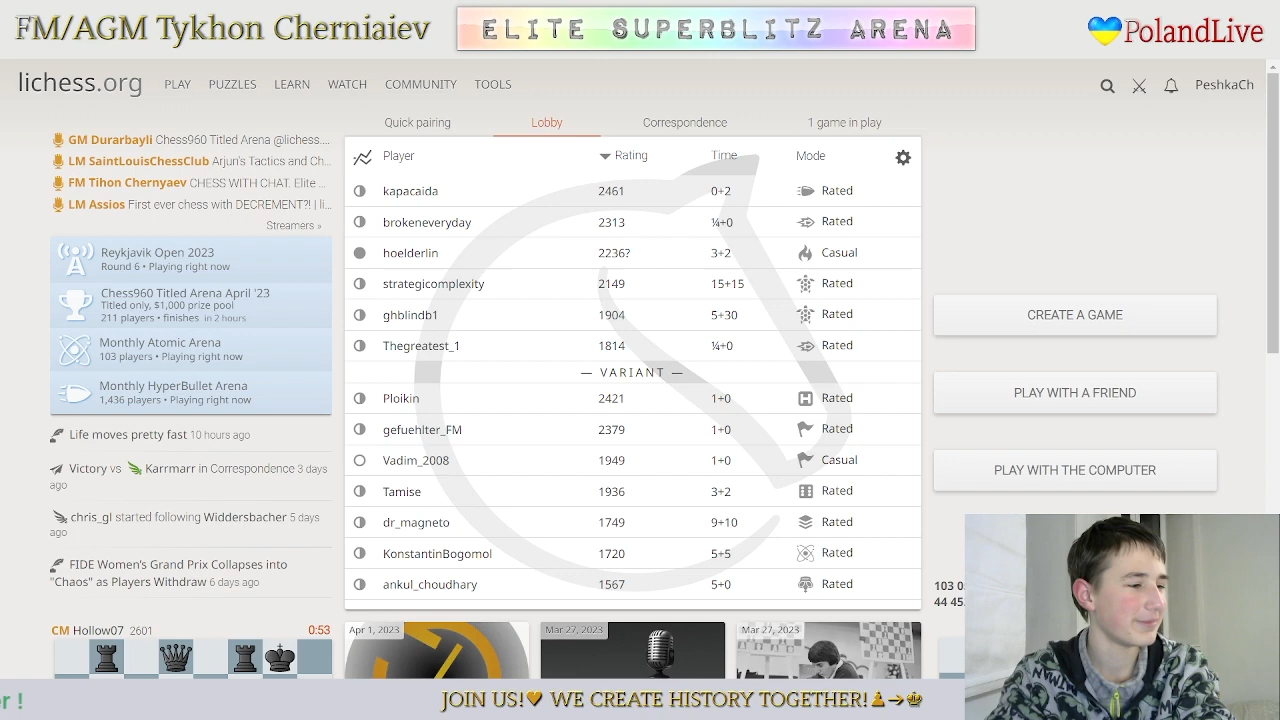 FM/AGM Tykhon Cherniaiev
ELITE SUPERBLITZ ARENA
PolandLive
lichess.org PLAY PUZZLES LEARN WATCH COMMUNITY TOOLS PeshkaCh
GM Durarbayli Chess960 Titled Arena @lichess....
LM SaintLouisChessClub Arjun's Tactics and Ch...
FM Tihon Chernyaev CHESS WITH CHAT. Elite ...
LM Assios First ever chess with DECREMENT?! | li...
Streamers »
Reykjavik Open 2023
Round 6 • Playing right now
Chess960 Titled Arena April '23
Titled only, $1,000 prize pool
211 players • finishes in 2 hours
Monthly Atomic Arena
103 players • Playing right now
Monthly HyperBullet Arena
1,436 players • Playing right now
Life moves pretty fast 10 hours ago
Victory vs Karrmarr in Correspondence 3 days
ago
chris_gl started following Widdersbacher 5 days
ago
FIDE Women's Grand Prix Collapses into
"Chaos" as Players Withdraw 6 days ago
CM Hollow07 2601 0:53
Quick pairing Lobby Correspondence 1 game in play
Player Rating Time Mode
kapacaida 2461 0+2 Rated
brokeneveryday 2313 ¼+0 Rated
hoelderlin 2236? 3+2 Casual
strategicomplexity 2149 15+15 Rated
ghblindb1 1904 5+30 Rated
Thegreatest_1 1814 ¼+0 Rated
— VARIANT —
Ploikin 2421 1+0 Rated
gefuehlter_FM 2379 1+0 Rated
Vadim_2008 1949 1+0 Casual
Tamise 1936 3+2 Rated
dr_magneto 1749 9+10 Rated
KonstantinBogomol 1720 5+5 Rated
ankul_choudhary 1567 5+0 Rated
Apr 1, 2023
Mar 27, 2023
Mar 27, 2023
CREATE A GAME
PLAY WITH A FRIEND
PLAY WITH THE COMPUTER
103 0
44 45
er !
JOIN US!♥ WE CREATE HISTORY TOGETHER!♟→♚